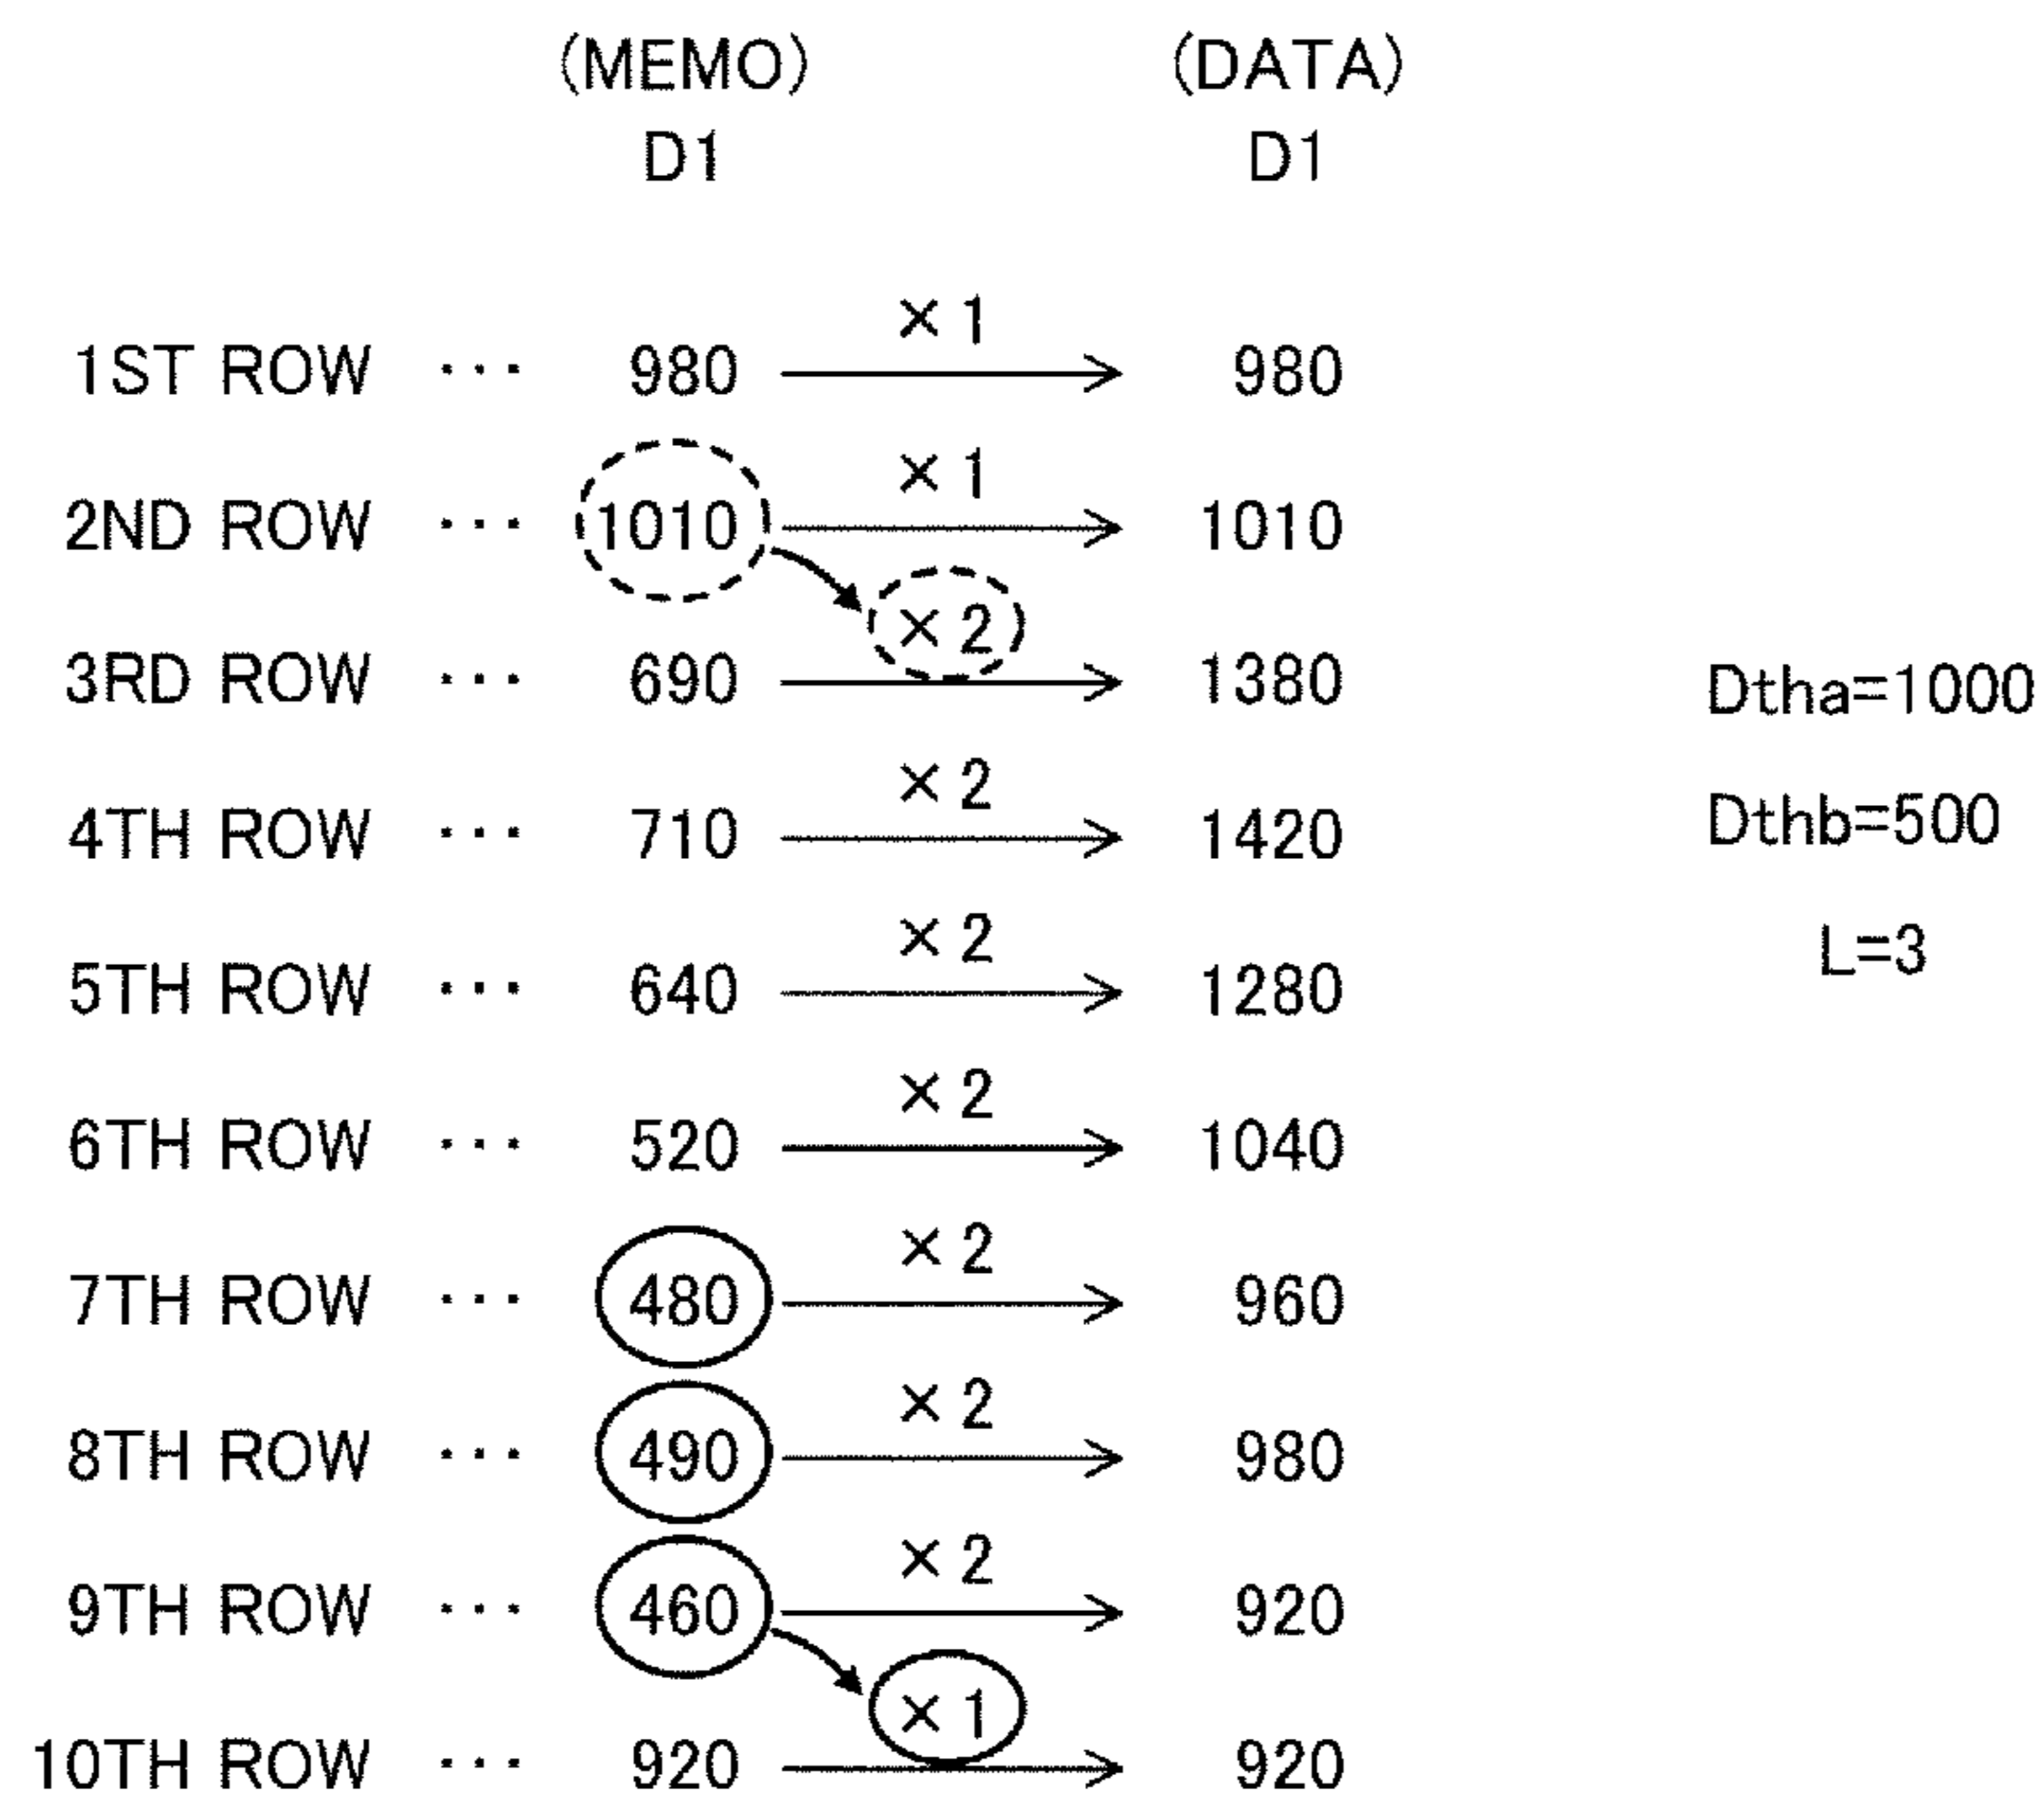 (MEMO) (DATA)
D1 D1
×1
1ST ROW ··· 980 980
×1
2ND ROW ··· 1010 1010
×2
3RD ROW ··· 690 1380
Dtha=1000
×2
4TH ROW ··· 710 1420
Dthb=500
×2
5TH ROW ··· 640 1280
L=3
×2
6TH ROW ··· 520 1040
×2
7TH ROW ··· 480 960
×2
8TH ROW ··· 490 980
×2
9TH ROW ··· 460 920
×1
10TH ROW ··· 920 920